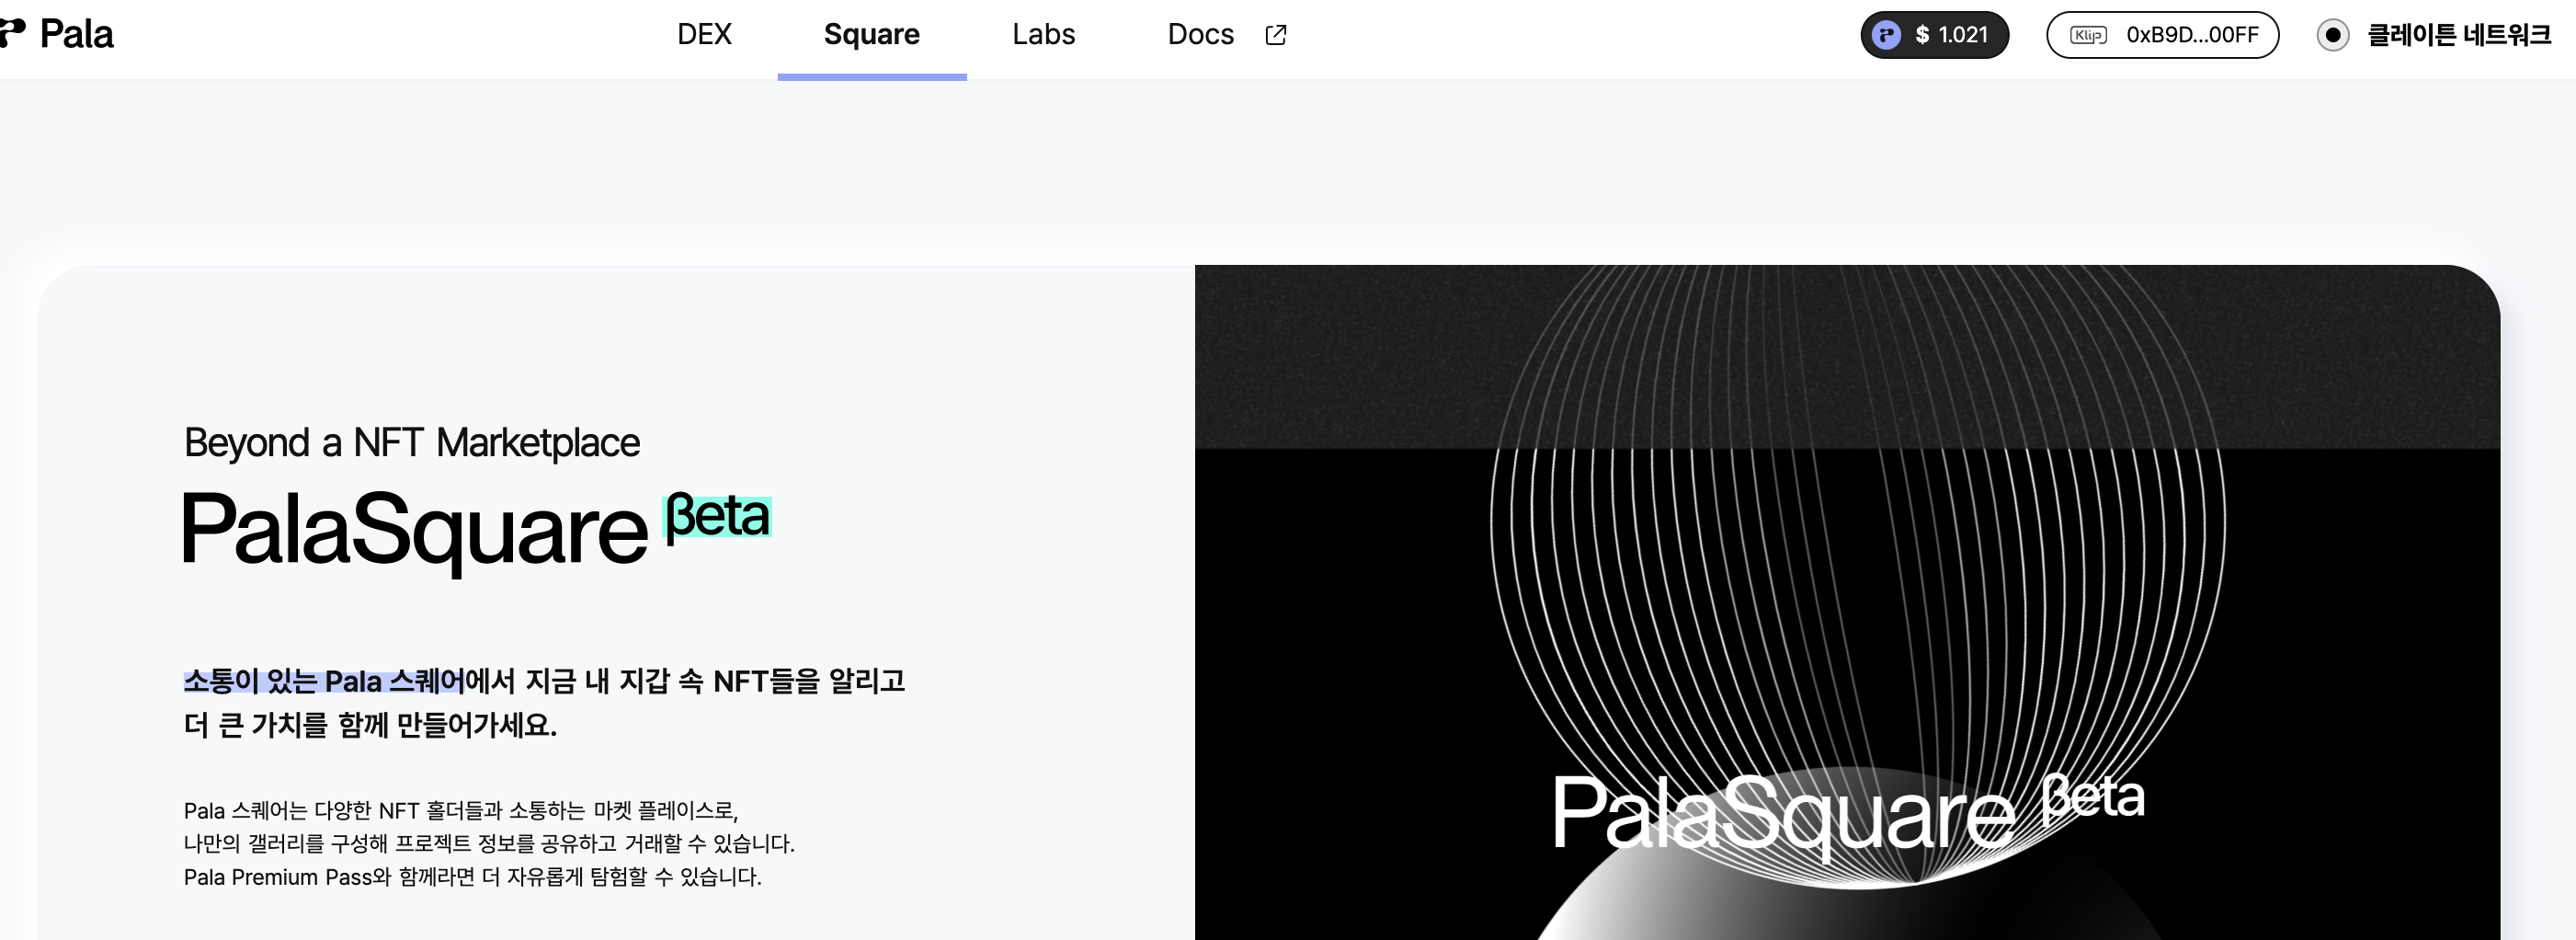 Pala
DEX
Square
Labs
Docs
$ 1.021
Klip 0xB9D...00FF
클레이튼 네트워크
Beyond a NFT Marketplace
PalaSquare βeta
소통이 있는 Pala 스퀘어에서 지금 내 지갑 속 NFT들을 알리고
더 큰 가치를 함께 만들어가세요.
Pala 스퀘어는 다양한 NFT 홀더들과 소통하는 마켓 플레이스로,
나만의 갤러리를 구성해 프로젝트 정보를 공유하고 거래할 수 있습니다.
Pala Premium Pass와 함께라면 더 자유롭게 탐험할 수 있습니다.
PalaSquare βeta